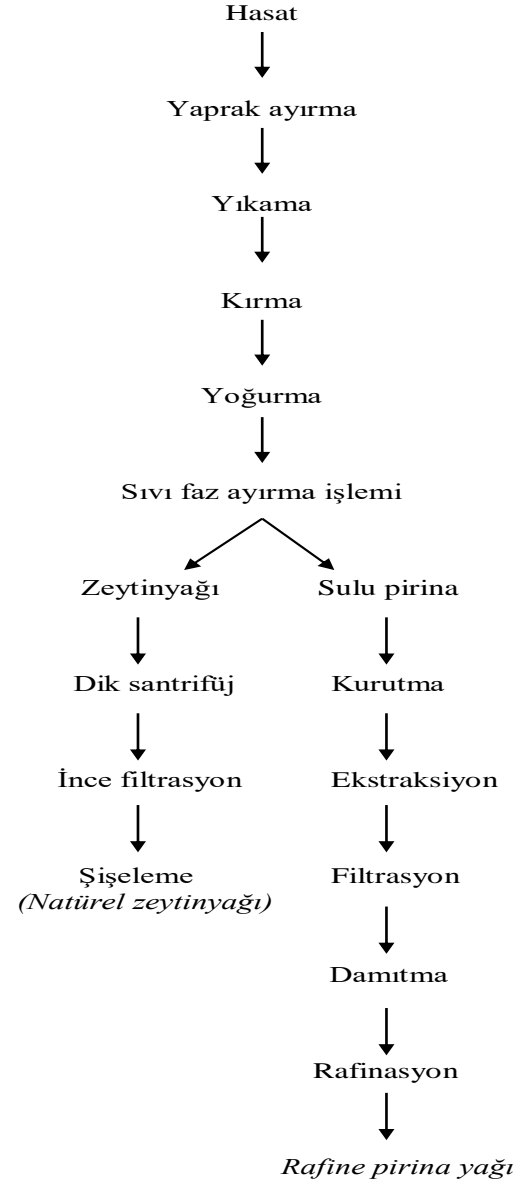 Hasat
Yaprak ayırma
Yıkama
Kırma
Yoğurma
Sıvı faz ayırma işlemi
Zeytinyağı
Dik santrifüj
İnce filtrasyon
Şişeleme
(Natürel zeytinyağı)
Sulu pirina
Kurutma
Ekstraksiyon
Filtrasyon
Damıtma
Rafinasyon
Rafine pirina yağı